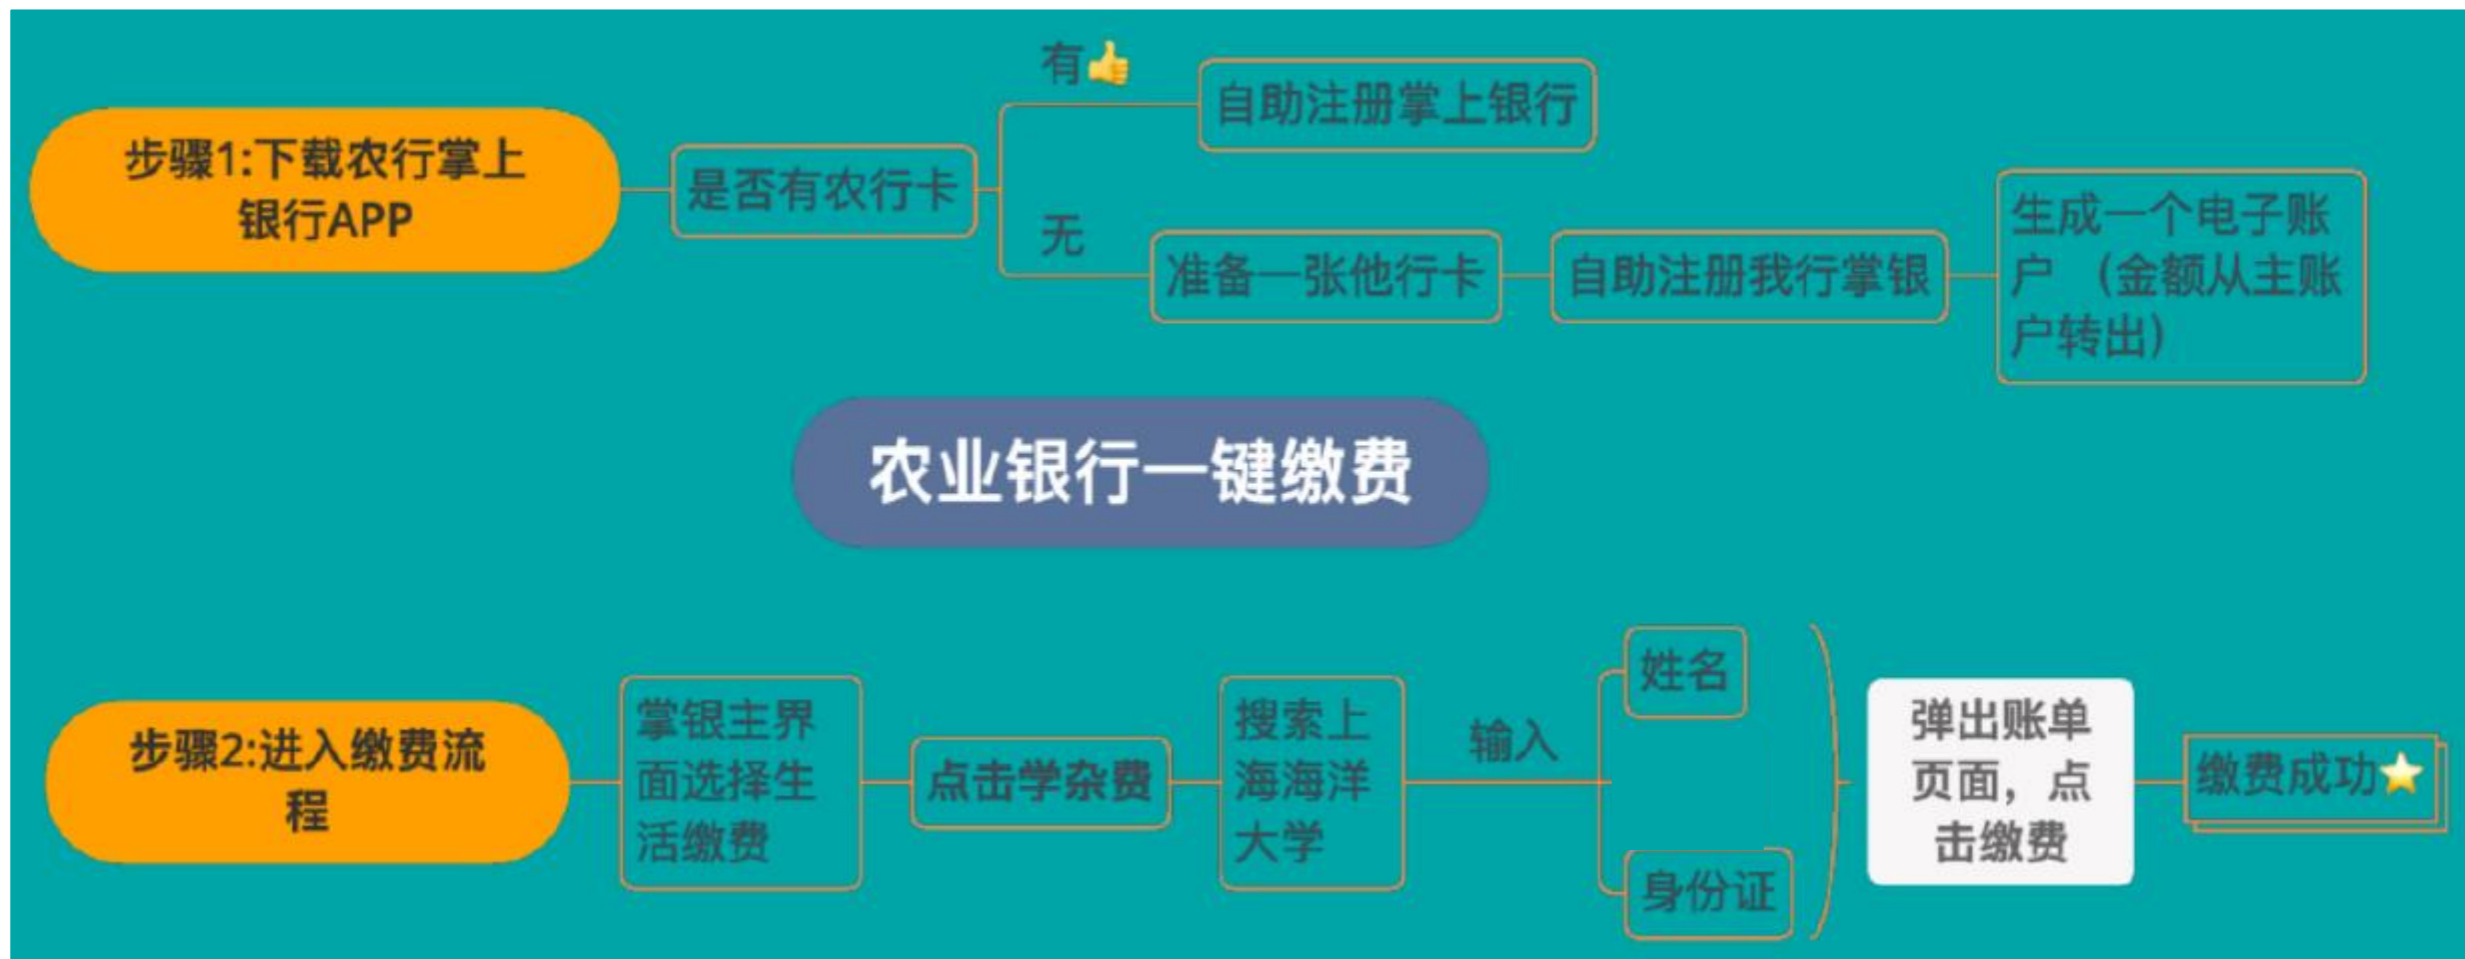 有👍
自助注册掌上银行
步骤1:下载农行掌上
银行APP
是否有农行卡
无
准备一张他行卡
自助注册我行掌银
生成一个电子账
户 （金额从主账
户转出）
农业银行一键缴费
步骤2:进入缴费流
程
掌银主界
面选择生
活缴费
点击学杂费
搜索上
海海洋
大学
输入
姓名
身份证
弹出账单
页面，点
击缴费
缴费成功⭐